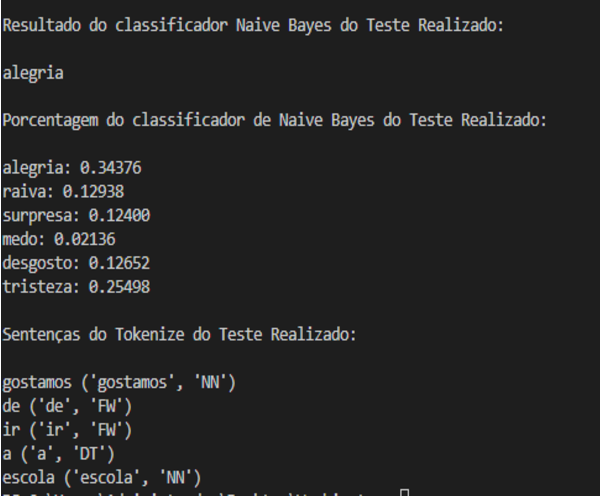 Resultado do classificador Naive Bayes do Teste Realizado:
alegria
Porcentagem do classificador de Naive Bayes do Teste Realizado:
alegria: 0.34376
raiva: 0.12938
surpresa: 0.12400
medo: 0.02136
desgosto: 0.12652
tristeza: 0.25498
Sentenças do Tokenize do Teste Realizado:
gostamos ('gostamos', 'NN')
de ('de', 'FW')
ir ('ir', 'FW')
a ('a', 'DT')
escola ('escola', 'NN')